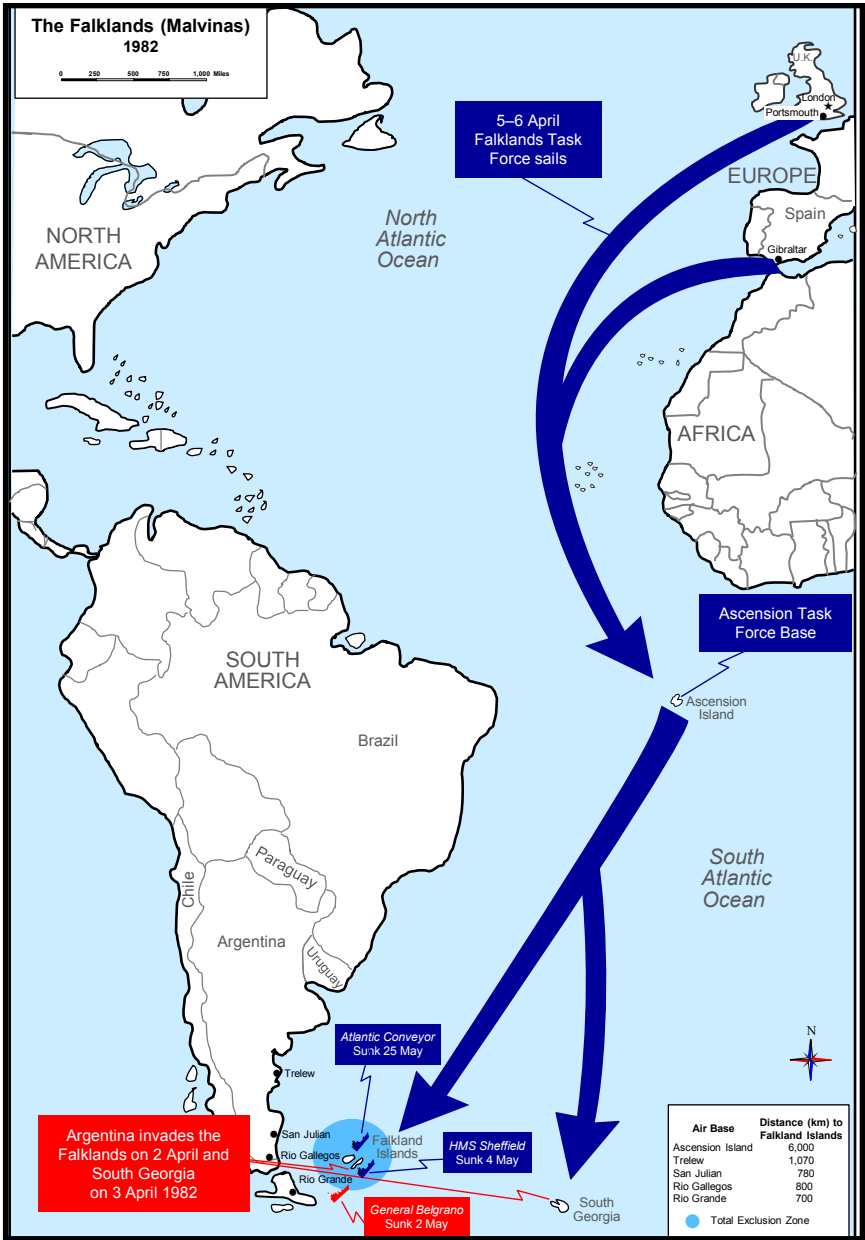 The Falklands (Malvinas)
1982
0 250 500 750 1,000 Miles
U.K.
London
Portsmouth
5–6 April
Falklands Task
Force sails
EUROPE
Spain
Gibraltar
North
Atlantic
Ocean
NORTH
AMERICA
AFRICA
Ascension Task
Force Base
Ascension
Island
SOUTH
AMERICA
Brazil
Paraguay
Chile
Argentina
Uruguay
South
Atlantic
Ocean
N
Atlantic Conveyor
Sunk 25 May
Trelew
San Julian
Rio Gallegos
Rio Grande
Falkland
Islands
HMS Sheffield
Sunk 4 May
Argentina invades the
Falklands on 2 April and
South Georgia
on 3 April 1982
General Belgrano
Sunk 2 May
South
Georgia
Air Base Distance (km) to
Falkland Islands
Ascension Island 6,000
Trelew 1,070
San Julian 780
Rio Gallegos 800
Rio Grande 700
Total Exclusion Zone